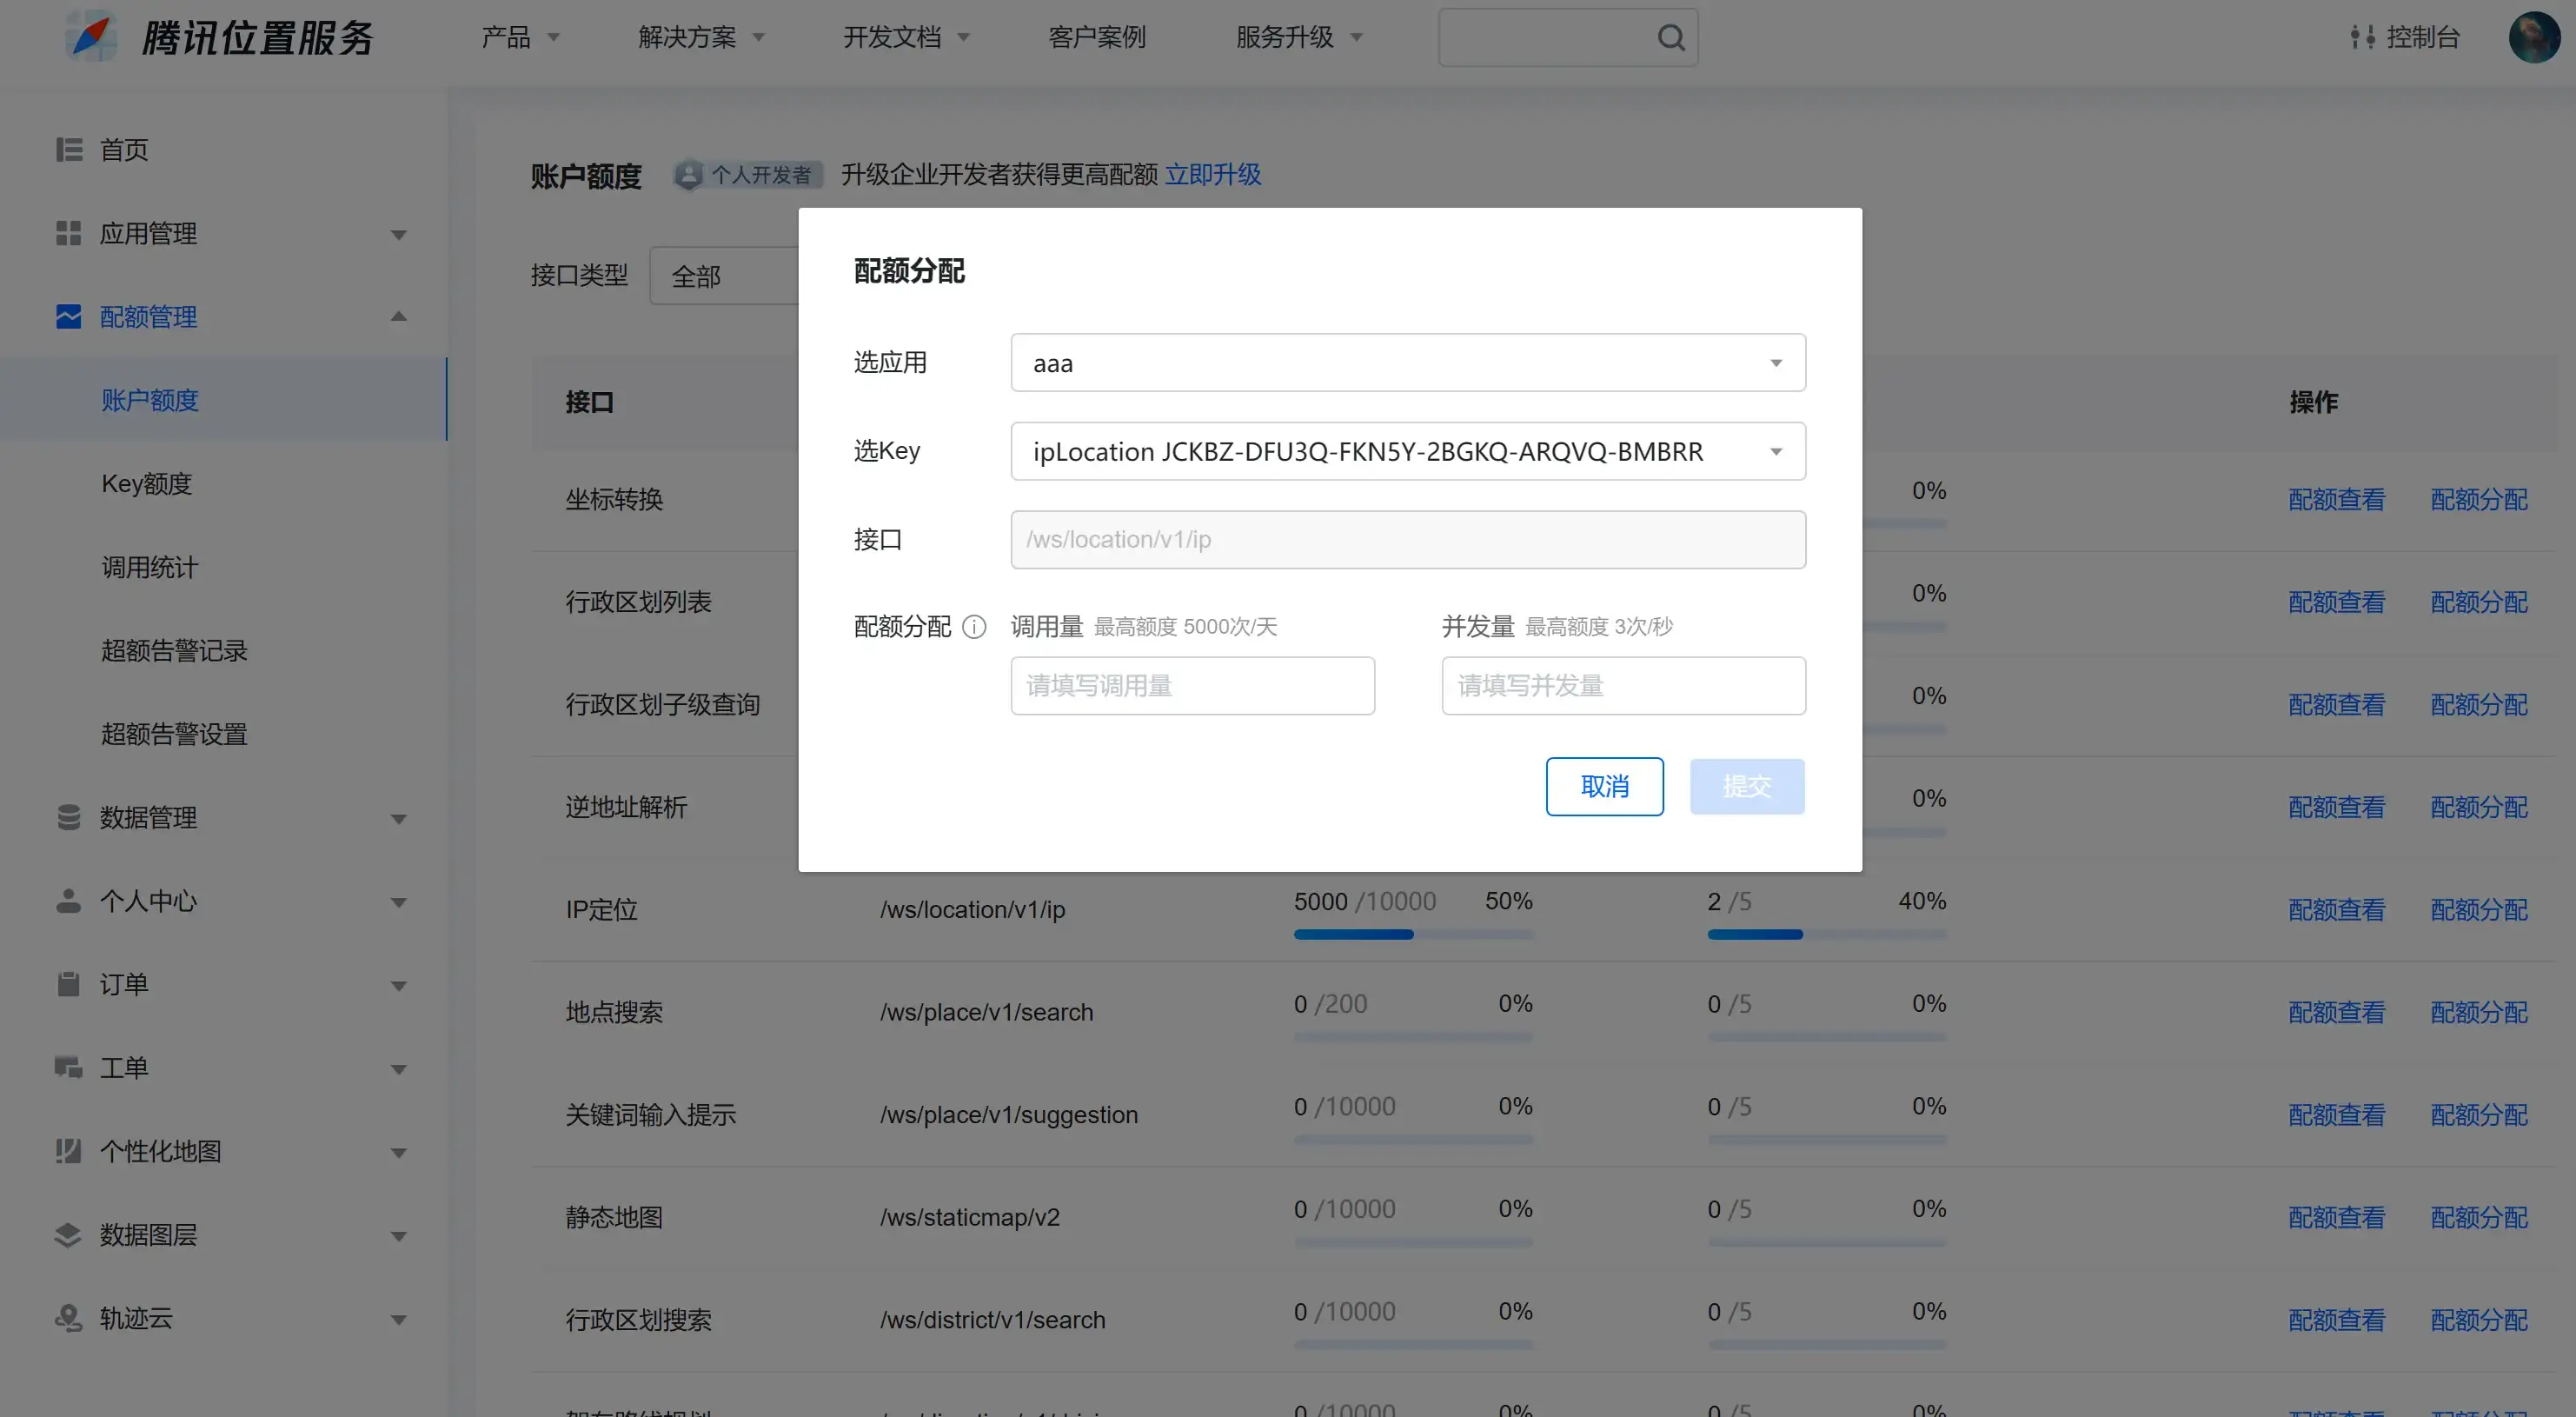 腾讯位置服务
产品
解决方案
开发文档
客户案例
服务升级
控制台
首页
应用管理
配额管理
账户额度
Key额度
调用统计
超额告警记录
超额告警设置
数据管理
个人中心
订单
工单
个性化地图
数据图层
轨迹云
账户额度 个人开发者 升级企业开发者获得更高配额 立即升级
接口类型 全部
接口 操作
坐标转换 0% 配额查看 配额分配
行政区划列表 0% 配额查看 配额分配
行政区划子级查询 0% 配额查看 配额分配
逆地址解析 0% 配额查看 配额分配
配额分配
选应用 aaa
选Key ipLocation JCKBZ-DFU3Q-FKN5Y-2BGKQ-ARQVQ-BMBRR
接口 /ws/location/v1/ip
配额分配 调用量 最高额度 5000次/天 并发量 最高额度 3次/秒
请填写调用量 请填写并发量
取消 提交
IP定位 /ws/location/v1/ip 5000 /10000 50% 2 /5 40% 配额查看 配额分配
地点搜索 /ws/place/v1/search 0 /200 0% 0 /5 0% 配额查看 配额分配
关键词输入提示 /ws/place/v1/suggestion 0 /10000 0% 0 /5 0% 配额查看 配额分配
静态地图 /ws/staticmap/v2 0 /10000 0% 0 /5 0% 配额查看 配额分配
行政区划搜索 /ws/district/v1/search 0 /10000 0% 0 /5 0% 配额查看 配额分配
0 /10000 0% 0 /5 0% 配额查看 配额分配